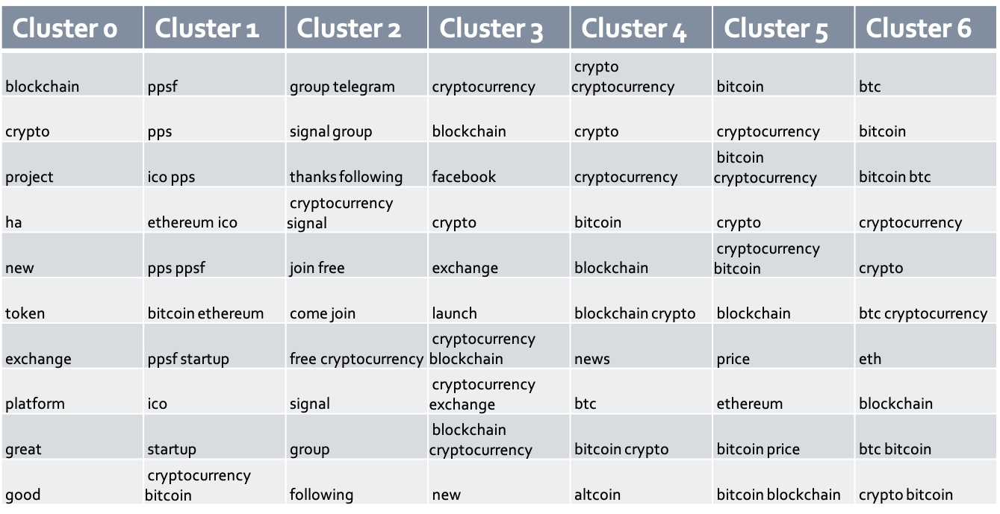 Cluster 0 Cluster 1 Cluster 2 Cluster 3 Cluster 4 Cluster 5 Cluster 6
blockchain ppsf group telegram cryptocurrency crypto cryptocurrency bitcoin btc
crypto pps signal group blockchain crypto cryptocurrency bitcoin
project ico pps thanks following facebook cryptocurrency bitcoin cryptocurrency bitcoin btc
ha ethereum ico cryptocurrency signal crypto bitcoin crypto cryptocurrency
new pps ppsf join free exchange blockchain cryptocurrency bitcoin crypto
token bitcoin ethereum come join launch blockchain crypto blockchain btc cryptocurrency
exchange ppsf startup free cryptocurrency cryptocurrency blockchain news price eth
platform ico signal cryptocurrency exchange btc ethereum blockchain
great startup group blockchain cryptocurrency bitcoin crypto bitcoin price btc bitcoin
good cryptocurrency bitcoin following new altcoin bitcoin blockchain crypto bitcoin